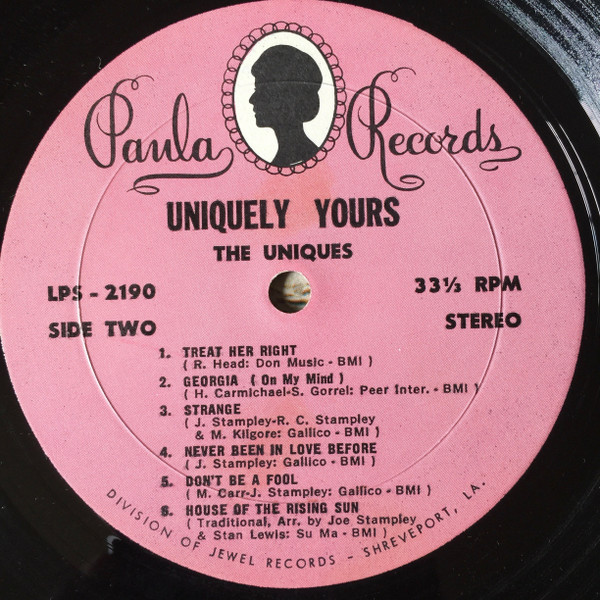 Paula Records
UNIQUELY YOURS
THE UNIQUES
LPS - 2190
33⅓ RPM
SIDE TWO
STEREO
1. TREAT HER RIGHT
( R. Head: Don Music - BMI )
2. GEORGIA ( On My Mind )
( H. Carmichael-S. Gorrel: Peer Inter. - BMI )
3. STRANGE
( J. Stampley-R. C. Stampley
& M. Kilgore: Gallico - BMI )
4. NEVER BEEN IN LOVE BEFORE
( J. Stampley: Gallico - BMI )
5. DON'T BE A FOOL
( M. Carr-J. Stampley: Gallico - BMI )
6. HOUSE OF THE RISING SUN
( Traditional, Arr. by Joe Stampley
& Stan Lewis: Su Ma - BMI )
DIVISION OF JEWEL RECORDS - SHREVEPORT, LA.